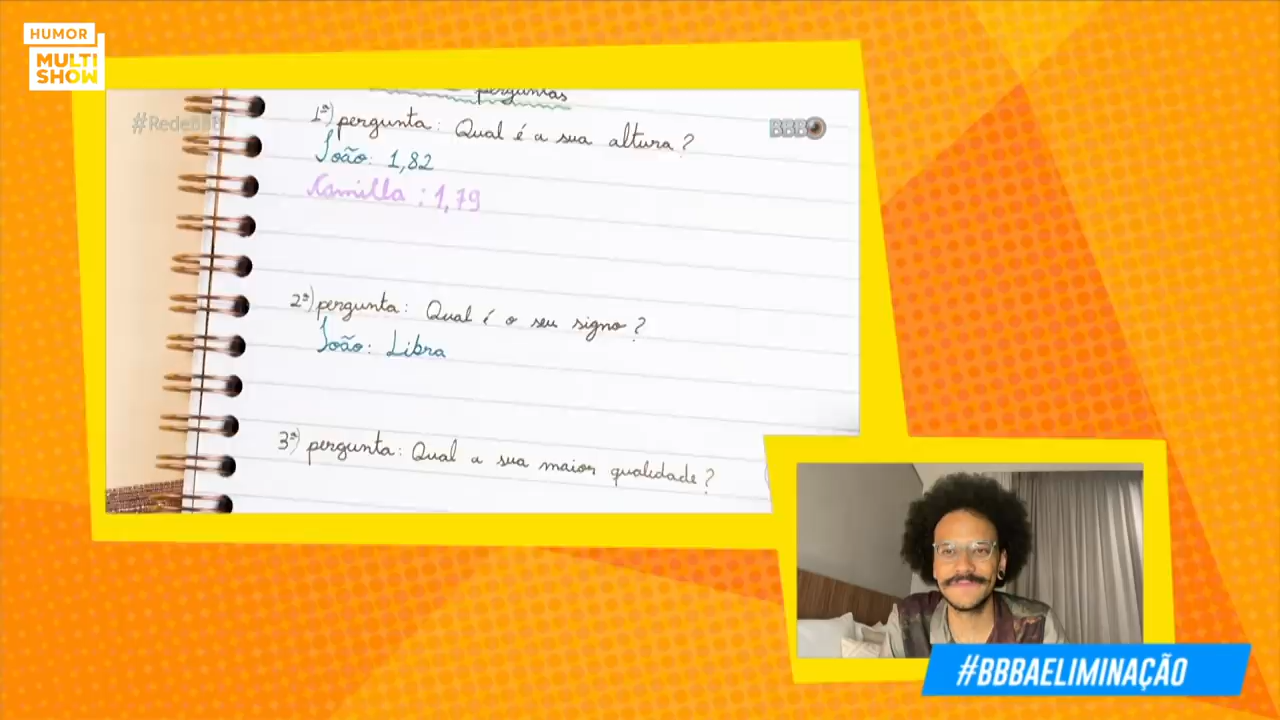 HUMOR
MULTI
SHOW
#RedeBBB
perguntas
BBB
1ª) pergunta: Qual é a sua altura?
João: 1,82
Kamilla: 1,79
2ª) pergunta: Qual é o seu signo?
João: Libra
3ª) pergunta: Qual a sua maior qualidade?
#BBBAELIMINAÇÃO